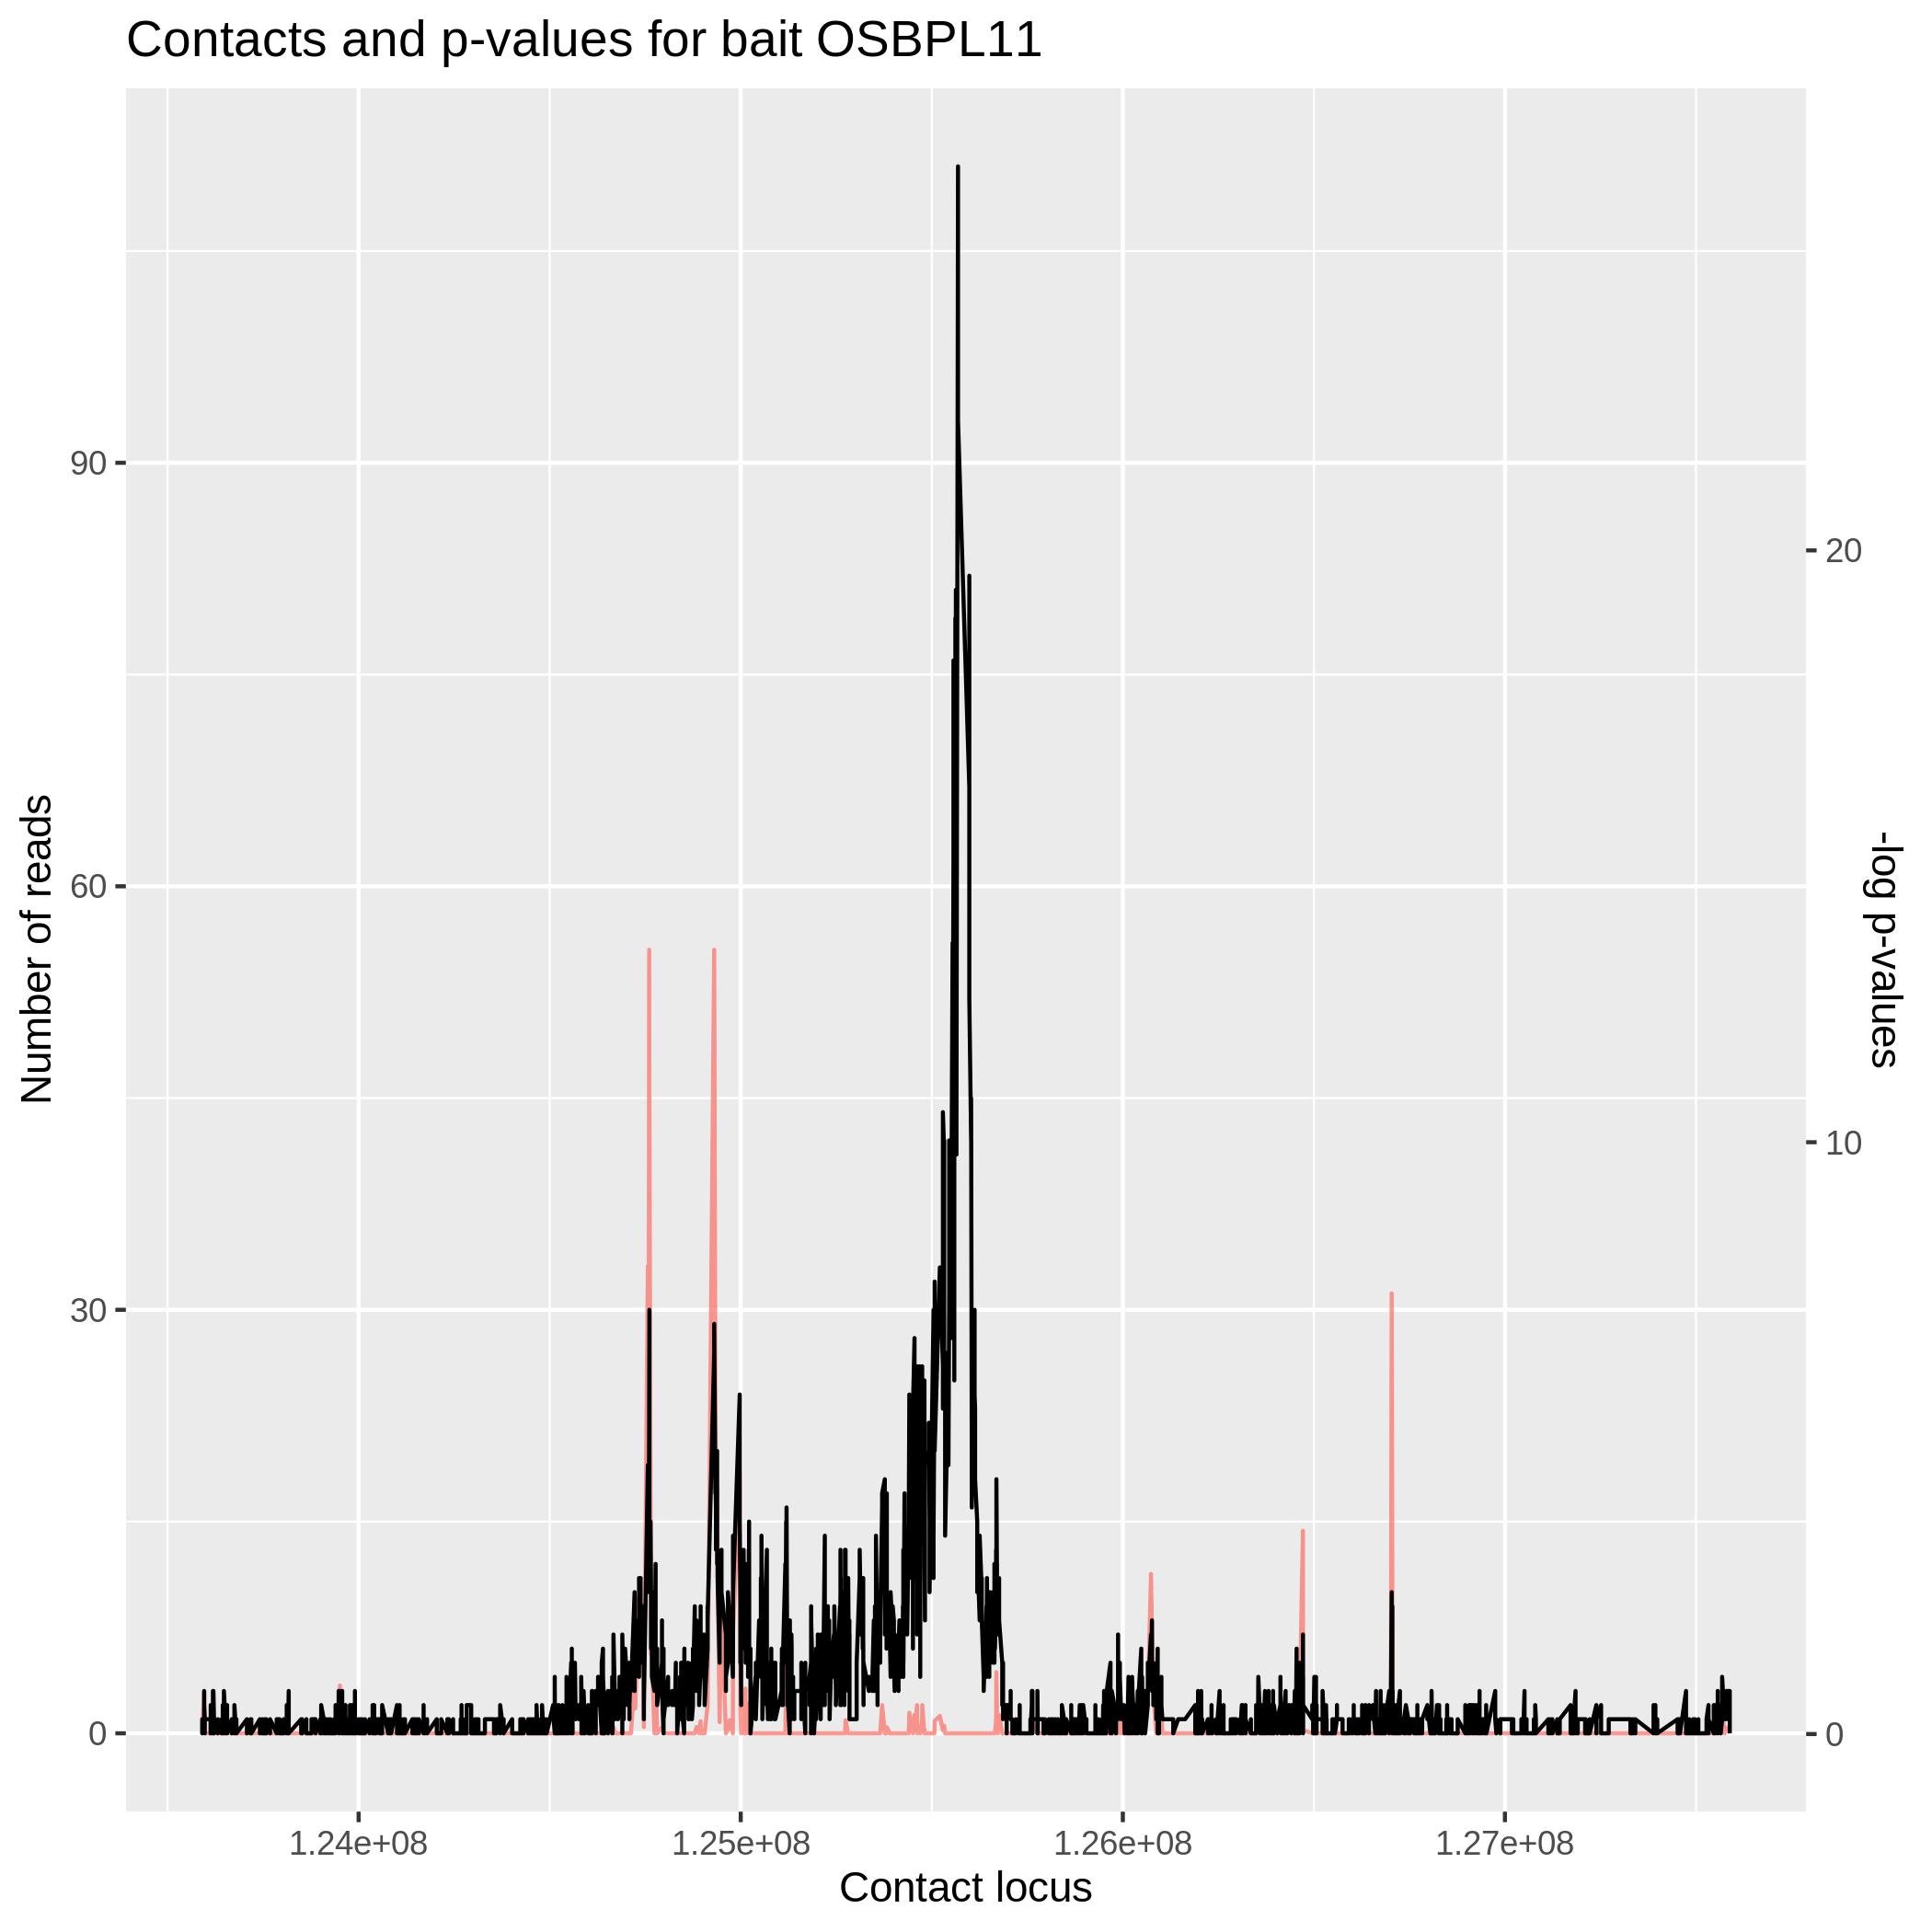 Contacts and p-values for bait OSBPL11
Number of reads
90
60
30
0
20
10
0
-log p-values
1.24e+08
1.25e+08
1.26e+08
1.27e+08
Contact locus